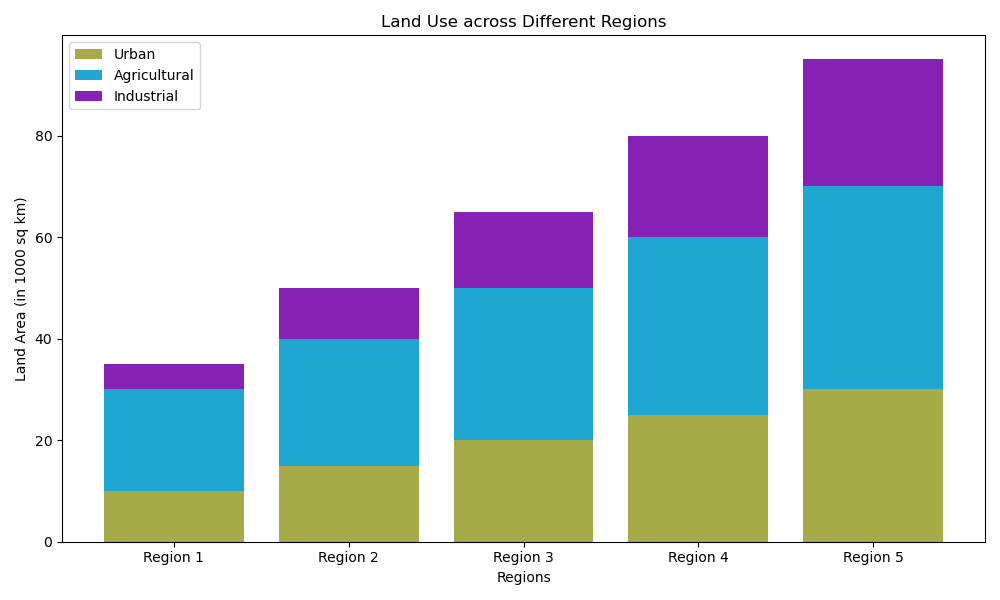 Land Use across Different Regions
Urban
Agricultural
Industrial
Land Area (in 1000 sq km)
80
60
40
20
0
Region 1 Region 2 Region 3 Region 4 Region 5
Regions